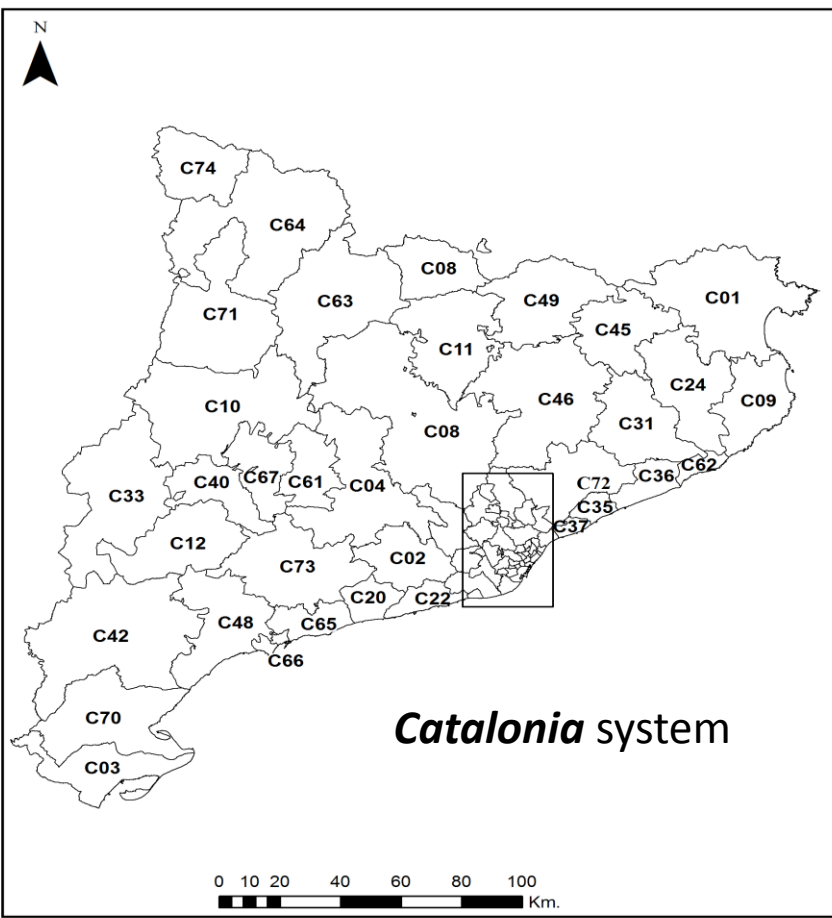 N
C74
C64
C08
C63
C49
C01
C71
C45
C11
C24
C46
C09
C10
C31
C08
C62
C67 C61
C36
C40
C04
C72
C33
C35
C37
C12
C02
C73
C20 C22
C48 C65
C42
C66
C70
Catalonia system
C03
0 10 20 40 60 80 100
Km.